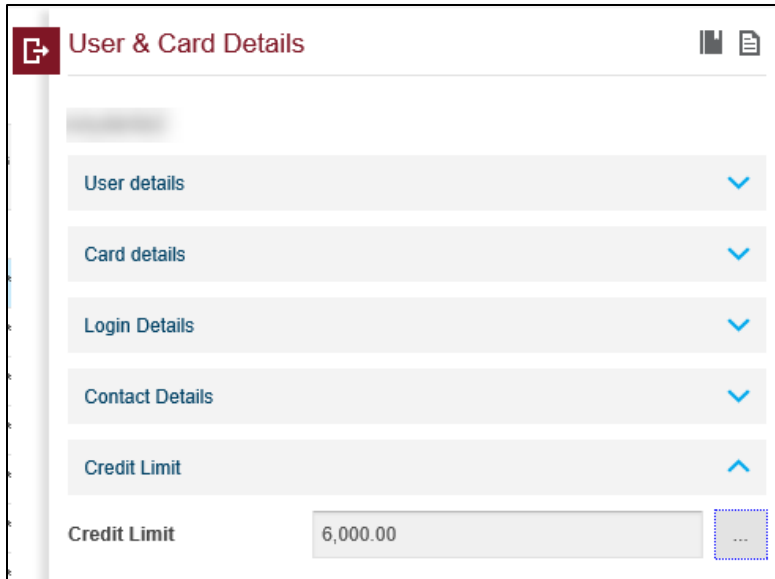 User & Card Details
User details
Card details
Login Details
Contact Details
Credit Limit
Credit Limit 6,000.00 ...